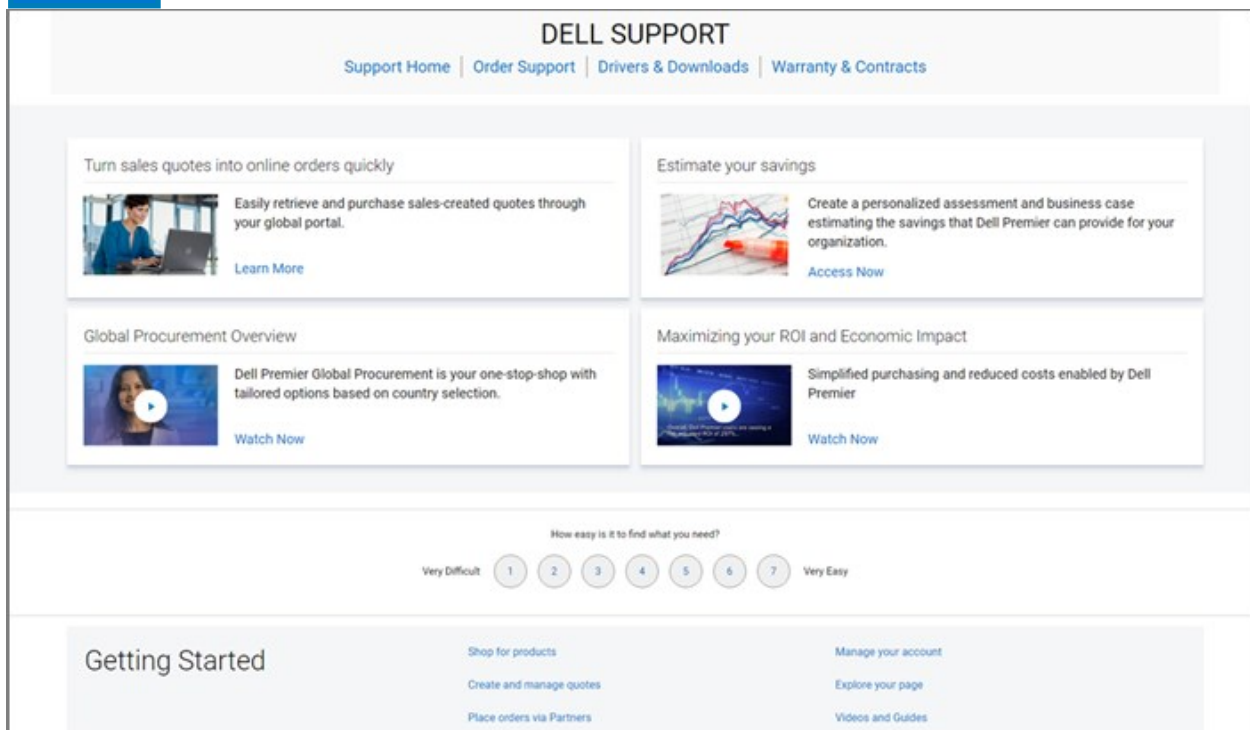 DELL SUPPORT
Support Home | Order Support | Drivers & Downloads | Warranty & Contracts
Turn sales quotes into online orders quickly
Easily retrieve and purchase sales-created quotes through
your global portal.
Learn More
Estimate your savings
Create a personalized assessment and business case
estimating the savings that Dell Premier can provide for your
organization.
Access Now
Global Procurement Overview
Dell Premier Global Procurement is your one-stop-shop with
tailored options based on country selection.
Watch Now
Maximizing your ROI and Economic Impact
Simplified purchasing and reduced costs enabled by Dell
Premier
Watch Now
How easy is it to find what you need?
Very Difficult 1 2 3 4 5 6 7 Very Easy
Getting Started
Shop for products
Create and manage quotes
Place orders via Partners
Manage your account
Explore your page
Videos and Guides